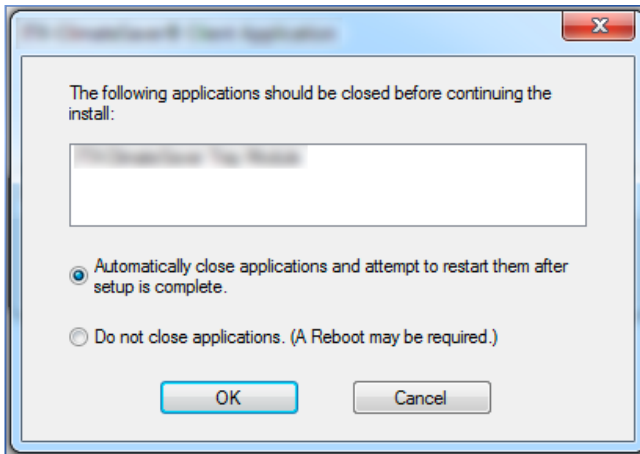 The following applications should be closed before continuing the
install:
Automatically close applications and attempt to restart them after
setup is complete.
Do not close applications. (A Reboot may be required.)
OK
Cancel